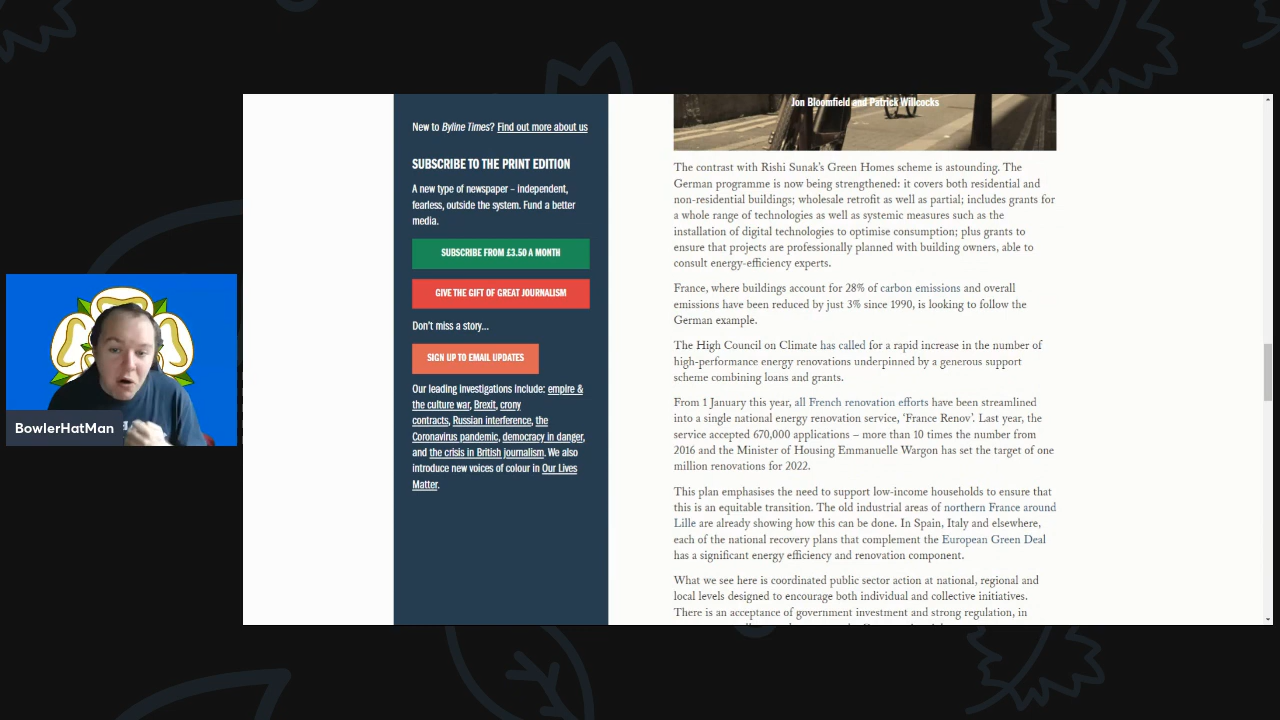 Jon Bloomfield and Patrick Willcocks
New to Byline Times? Find out more about us
SUBSCRIBE TO THE PRINT EDITION
A new type of newspaper – independent,
fearless, outside the system. Fund a better
media.
SUBSCRIBE FROM £3.50 A MONTH
GIVE THE GIFT OF GREAT JOURNALISM
Don't miss a story...
SIGN UP TO EMAIL UPDATES
Our leading investigations include: empire &
the culture war, Brexit, crony
contracts, Russian interference, the
Coronavirus pandemic, democracy in danger,
and the crisis in British journalism. We also
introduce new voices of colour in Our Lives
Matter.
The contrast with Rishi Sunak's Green Homes scheme is astounding. The
German programme is now being strengthened: it covers both residential and
non-residential buildings; wholesale retrofit as well as partial; includes grants for
a whole range of technologies as well as systemic measures such as the
installation of digital technologies to optimise consumption; plus grants to
ensure that projects are professionally planned with building owners, able to
consult energy-efficiency experts.
France, where buildings account for 28% of carbon emissions and overall
emissions have been reduced by just 3% since 1990, is looking to follow the
German example.
The High Council on Climate has called for a rapid increase in the number of
high-performance energy renovations underpinned by a generous support
scheme combining loans and grants.
From 1 January this year, all French renovation efforts have been streamlined
into a single national energy renovation service, 'France Renov'. Last year, the
service accepted 670,000 applications – more than 10 times the number from
2016 and the Minister of Housing Emmanuelle Wargon has set the target of one
million renovations for 2022.
This plan emphasises the need to support low-income households to ensure that
this is an equitable transition. The old industrial areas of northern France around
Lille are already showing how this can be done. In Spain, Italy and elsewhere,
each of the national recovery plans that complement the European Green Deal
has a significant energy efficiency and renovation component.
What we see here is coordinated public sector action at national, regional and
local levels designed to encourage both individual and collective initiatives.
There is an acceptance of government investment and strong regulation, in
BowlerHatMan